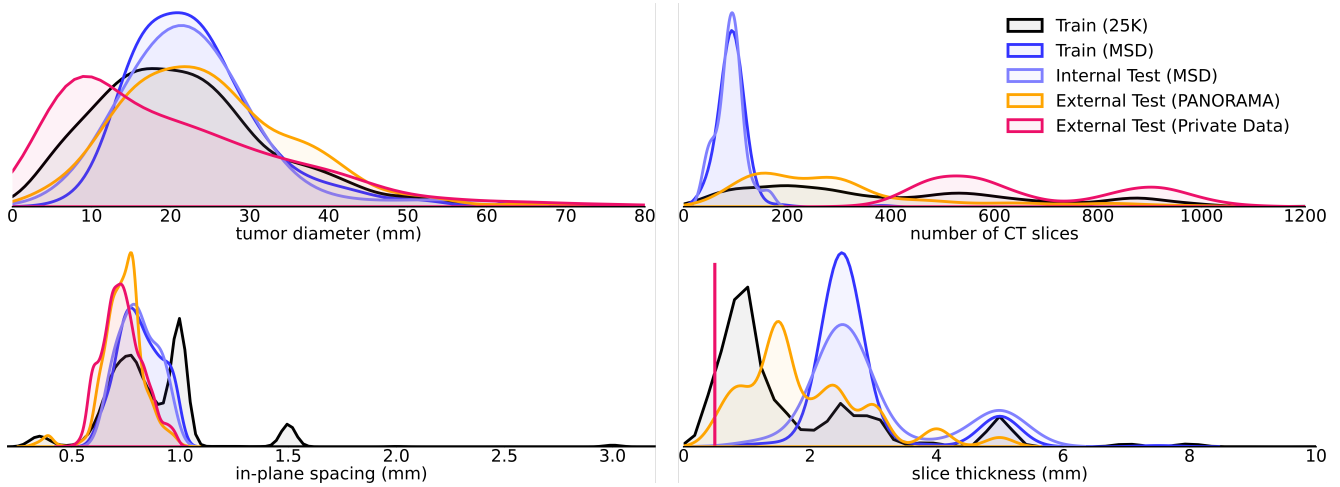 Train (25K)
Train (MSD)
Internal Test (MSD)
External Test (PANORAMA)
External Test (Private Data)
0 10 20 30 40 50 60 70 80
tumor diameter (mm)
0 200 400 600 800 1000 1200
number of CT slices
0.5 1.0 1.5 2.0 2.5 3.0
in-plane spacing (mm)
0 2 4 6 8 10
slice thickness (mm)